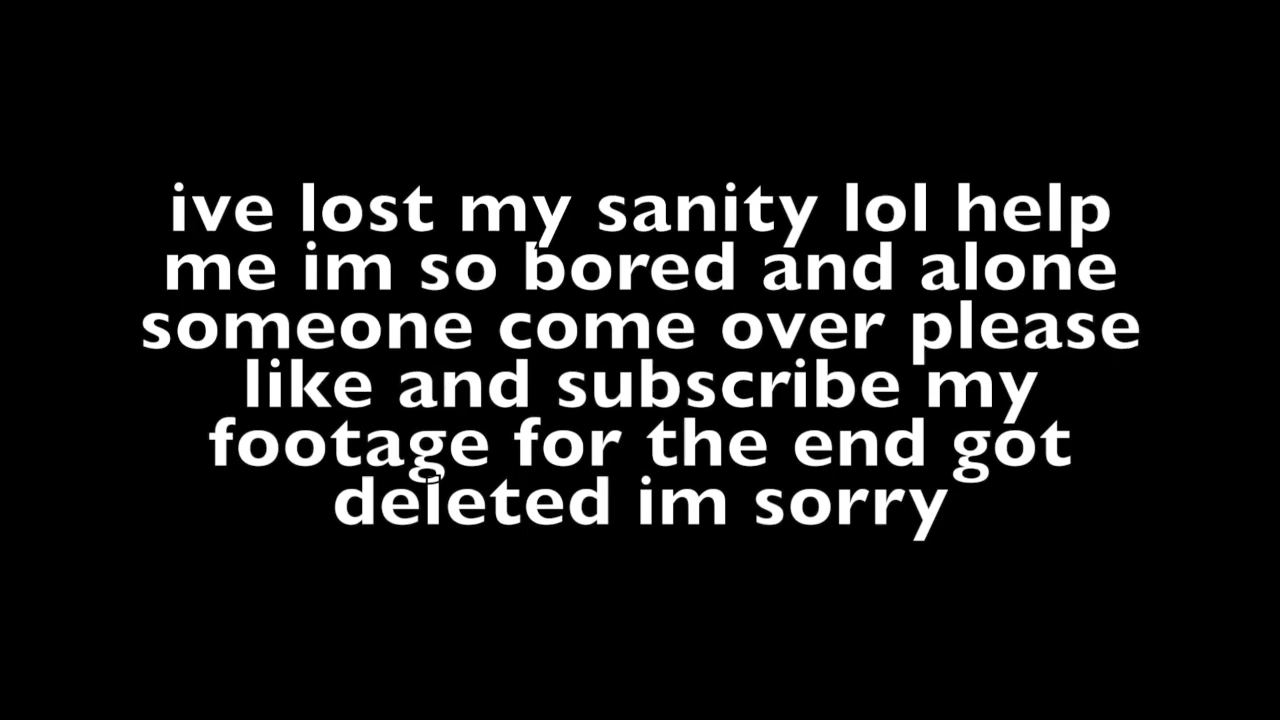 ive lost my sanity lol help
me im so bored and alone
someone come over please
like and subscribe my
footage for the end got
deleted im sorry